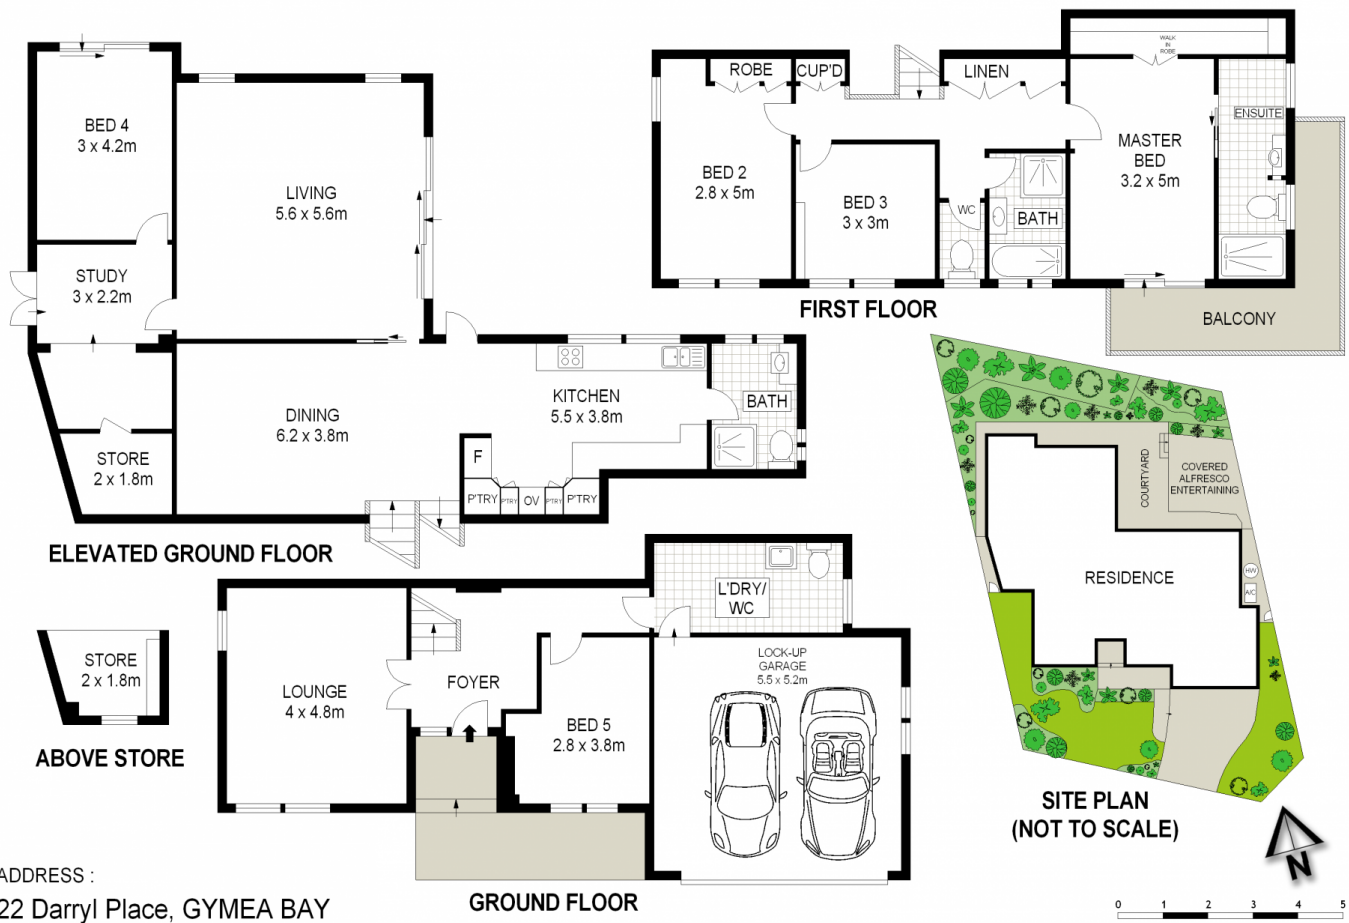 BED 4
3 x 4.2m
LIVING
5.6 x 5.6m
STUDY
3 x 2.2m
DINING
6.2 x 3.8m
KITCHEN
5.5 x 3.8m
BATH
STORE
2 x 1.8m
F
P'TRY
P'TRY
OV
P'TRY
P'TRY
ELEVATED GROUND FLOOR
ROBE
CUP'D
LINEN
WALK
IN
ROBE
BED 2
2.8 x 5m
BED 3
3 x 3m
WC
BATH
MASTER
BED
3.2 x 5m
ENSUITE
BALCONY
FIRST FLOOR
STORE
2 x 1.8m
ABOVE STORE
LOUNGE
4 x 4.8m
FOYER
BED 5
2.8 x 3.8m
L'DRY/
WC
LOCK-UP
GARAGE
5.5 x 5.2m
GROUND FLOOR
COURTYARD
COVERED
ALFRESCO
ENTERTAINING
RESIDENCE
HW
A/C
SITE PLAN
(NOT TO SCALE)
N
0 1 2 3 4 5
ADDRESS :
22 Darryl Place, GYMEA BAY